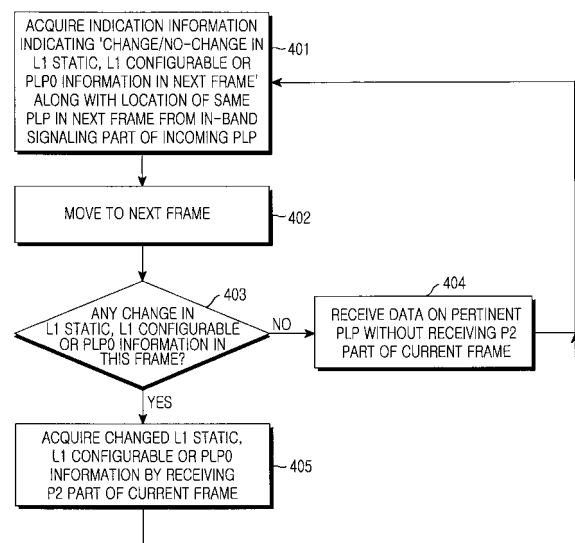 ACQUIRE INDICATION INFORMATION
INDICATING 'CHANGE/NO-CHANGE IN
L1 STATIC, L1 CONFIGURABLE OR
PLP0 INFORMATION IN NEXT FRAME'
ALONG WITH LOCATION OF SAME
PLP IN NEXT FRAME FROM IN-BAND
SIGNALING PART OF INCOMING PLP
401
MOVE TO NEXT FRAME
402
403
ANY CHANGE IN
L1 STATIC, L1 CONFIGURABLE
OR PLP0 INFORMATION IN
THIS FRAME?
NO
404
RECEIVE DATA ON PERTINENT
PLP WITHOUT RECEIVING P2
PART OF CURRENT FRAME
YES
ACQUIRE CHANGED L1 STATIC,
L1 CONFIGURABLE OR PLP0
INFORMATION BY RECEIVING
P2 PART OF CURRENT FRAME
405